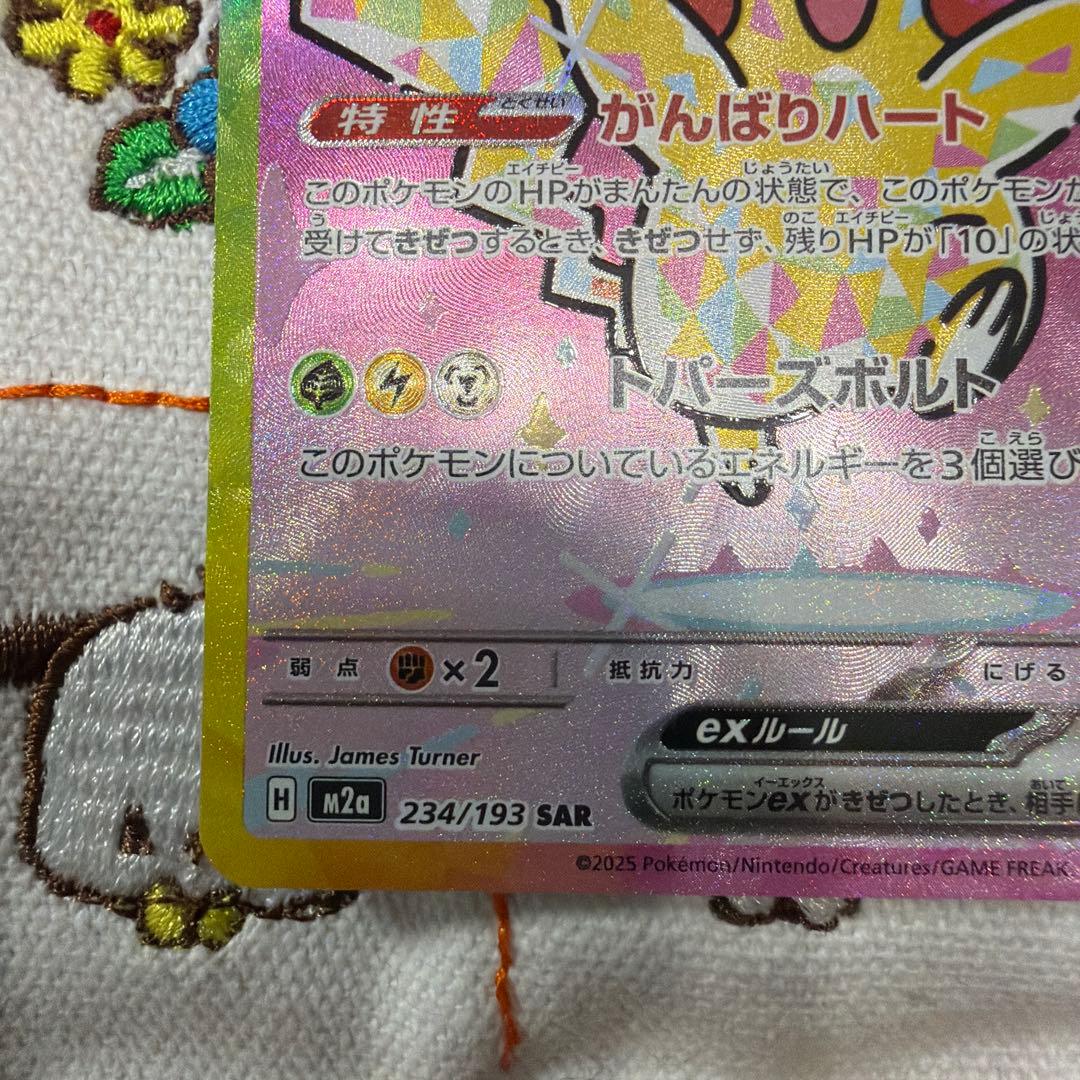 特性 とくせい がんばりハート
エイチピー じょうたい
このポケモンのHPがまんたんの状態で、このポケモンが
う のこ エイチピー じょう
受けてきぜつするとき、きぜつせず、残りHPが「10」の状
トパーズボルト
こ えら
このポケモンについているエネルギーを3個選び
弱点 ×2 抵抗力 にげる
exルール
Illus. James Turner
イーエックス あいて
ポケモンexがきぜつしたとき、相手
H m2a 234/193 SAR
©2025 Pokémon/Nintendo/Creatures/GAME FREAK